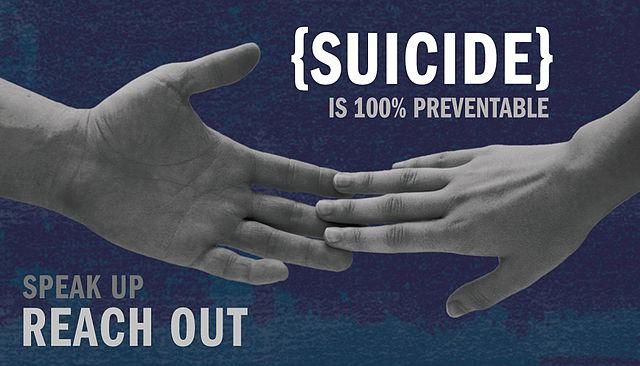 {SUICIDE}
IS 100% PREVENTABLE
SPEAK UP
REACH OUT